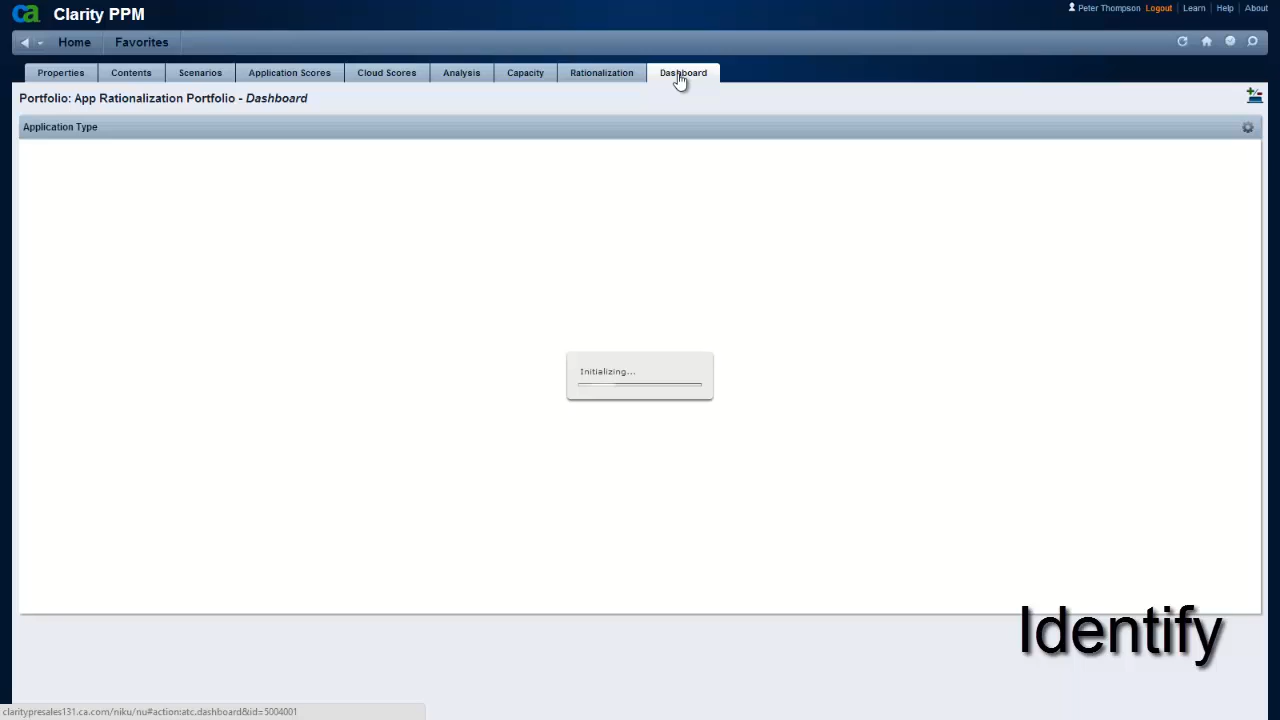 ca Clarity PPM
Peter Thompson Logout Learn Help About
Home Favorites
Properties Contents Scenarios Application Scores Cloud Scores Analysis Capacity Rationalization Dashboard
Portfolio: App Rationalization Portfolio - Dashboard
Application Type
Initializing...
Identify
claritypresales131.ca.com/niku/nu#action:atc.dashboard&id=5004001